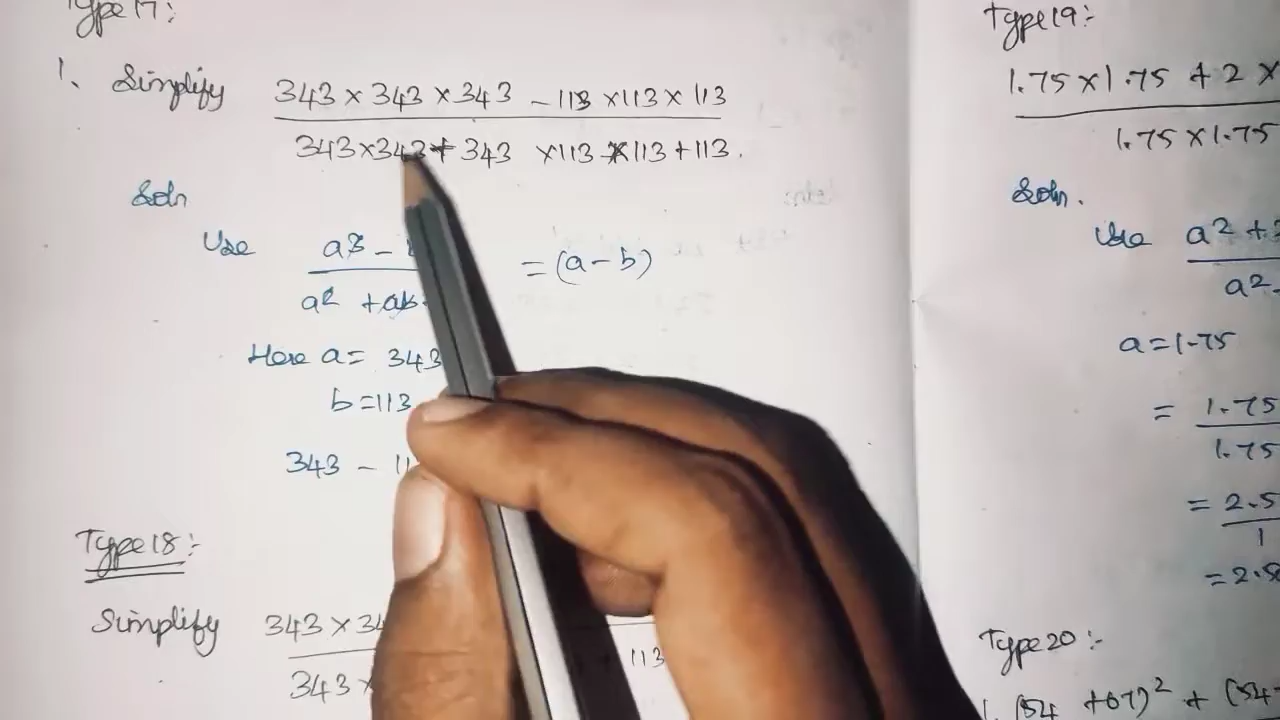 Type 17:
1. Simplify 343 × 343 × 343 - 113 × 113 × 113
343×343 + 343 ×113 × 113 + 113.
Soln
Use a3 - = (a - b)
a2 + ab
Here a = 343
b = 113
343 - 11
Type 18:-
Simplify 343 × 34
343 × 113
Type 19:-
1.75 × 1.75 + 2 ×
1.75 × 1.75
Soln.
Use a2 +
a2 -
a = 1.75
= 1.75
1.75
= 2.5
1
= 2.5
Type 20:-
1. (54 + 67)2 + (54